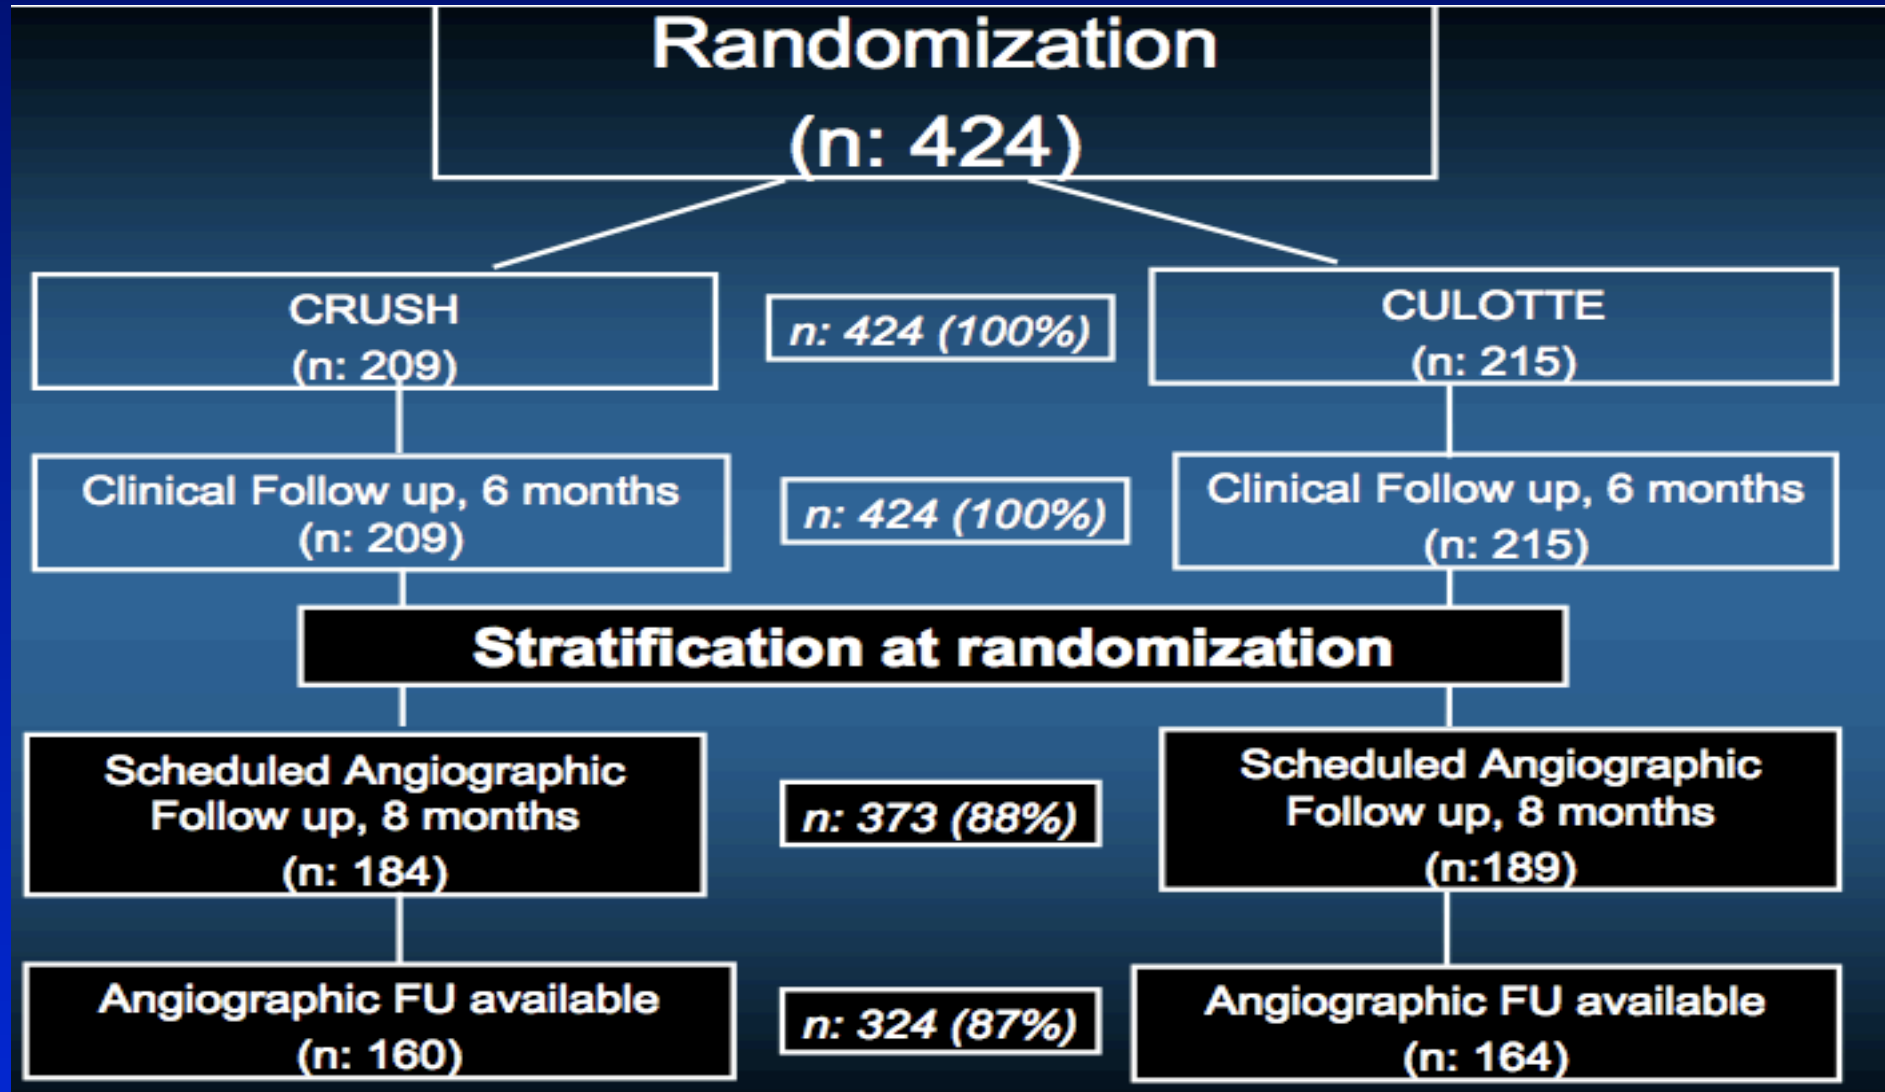 Randomization
(n: 424)
CRUSH
(n: 209)
n: 424 (100%)
CULOTTE
(n: 215)
Clinical Follow up, 6 months
(n: 209)
n: 424 (100%)
Clinical Follow up, 6 months
(n: 215)
Stratification at randomization
Scheduled Angiographic
Follow up, 8 months
(n: 184)
n: 373 (88%)
Scheduled Angiographic
Follow up, 8 months
(n:189)
Angiographic FU available
(n: 160)
n: 324 (87%)
Angiographic FU available
(n: 164)